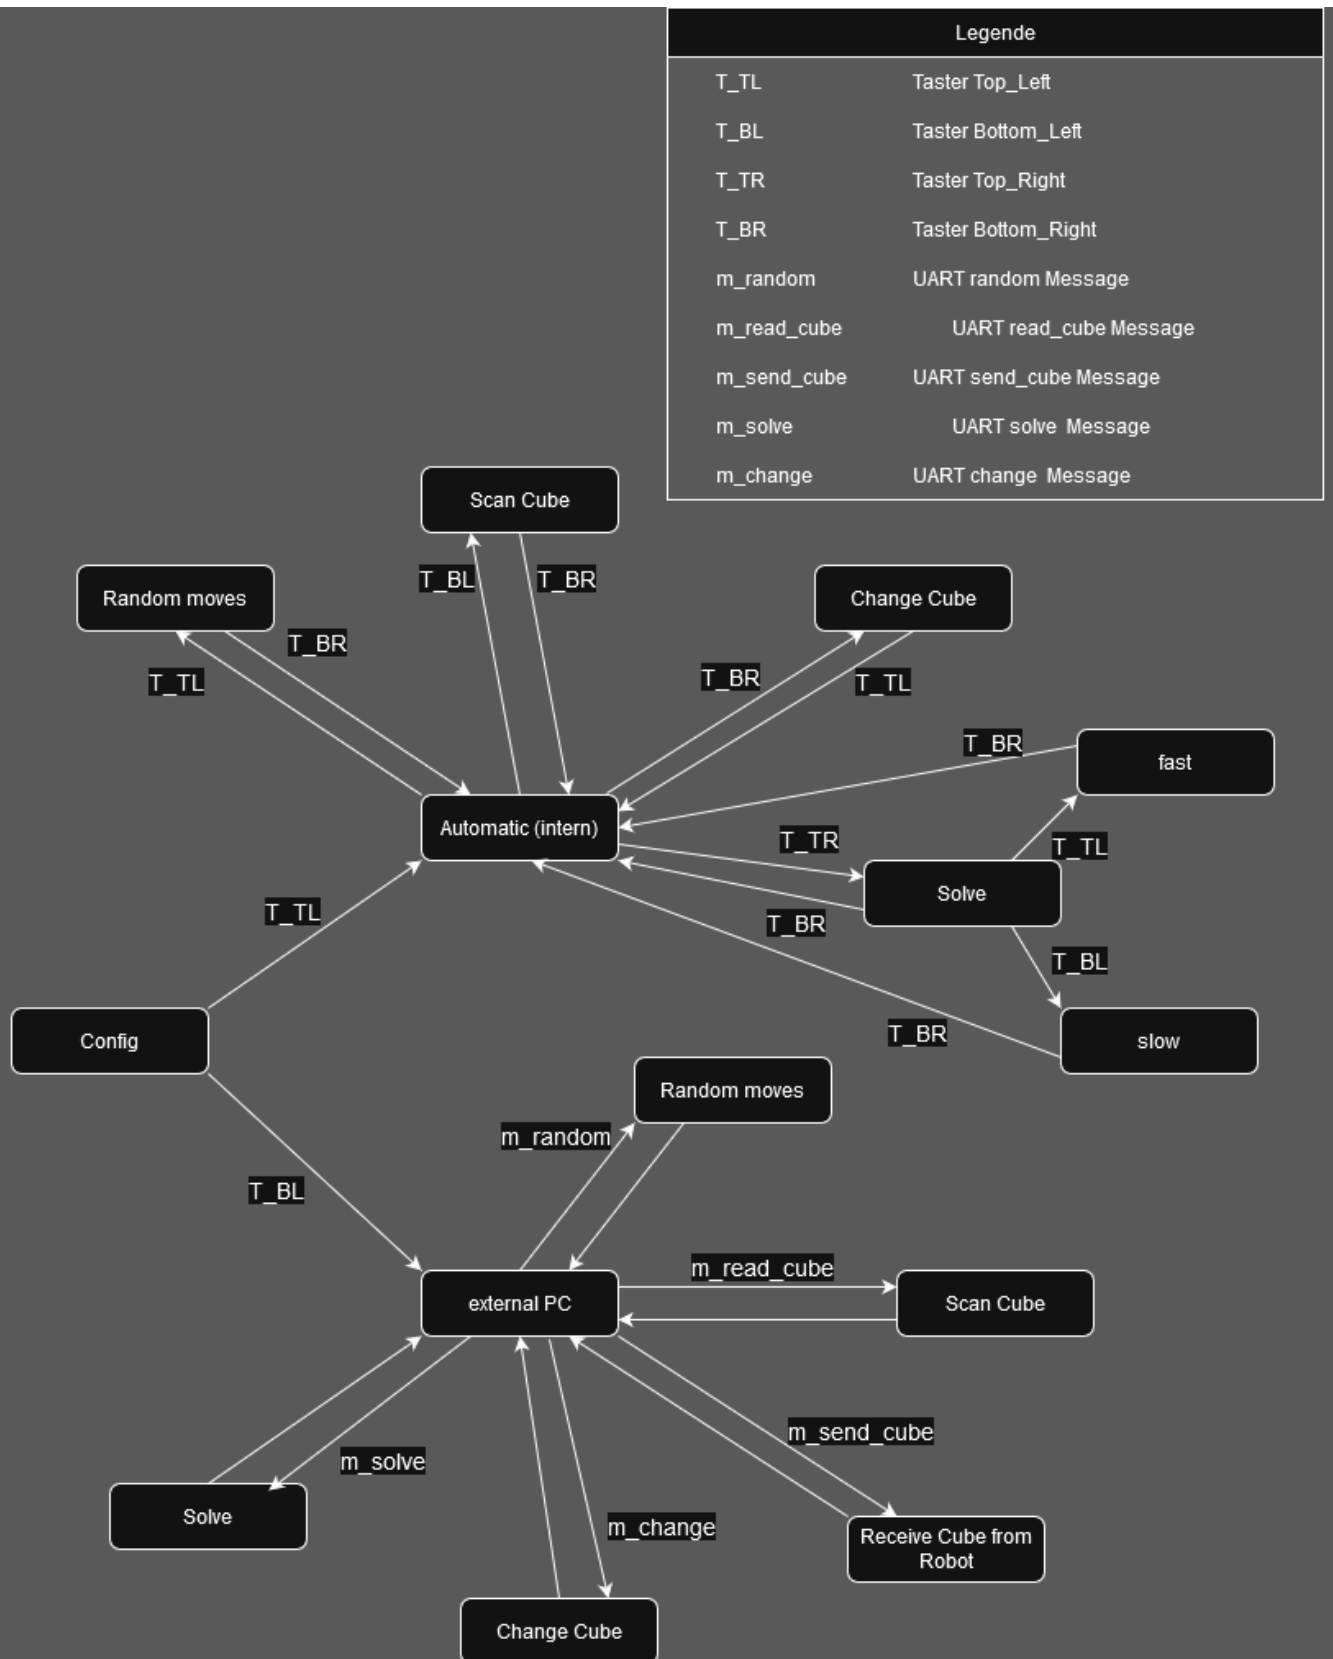 Legende
T_TL Taster Top_Left
T_BL Taster Bottom_Left
T_TR Taster Top_Right
T_BR Taster Bottom_Right
m_random UART random Message
m_read_cube UART read_cube Message
m_send_cube UART send_cube Message
m_solve UART solve Message
m_change UART change Message
Scan Cube
T_BL T_BR
Random moves
Change Cube
T_BR
T_TL
T_BR
T_TL
T_BR
fast
Automatic (intern)
T_TR
T_TL
Solve
T_TL
T_BR
T_BL
T_BR
Config
slow
Random moves
m_random
T_BL
m_read_cube
external PC
Scan Cube
m_send_cube
m_solve
Solve
m_change
Receive Cube from
Robot
Change Cube